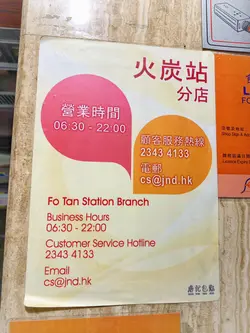 火炭站
分店
營業時間
06:30 - 22:00
顧客服務熱線
2343 4133
電郵
cs@jnd.hk
Fo Tan Station Branch
Business Hours
06:30 - 22:00
Customer Service Hotline
2343 4133
Email
cs@jnd.hk